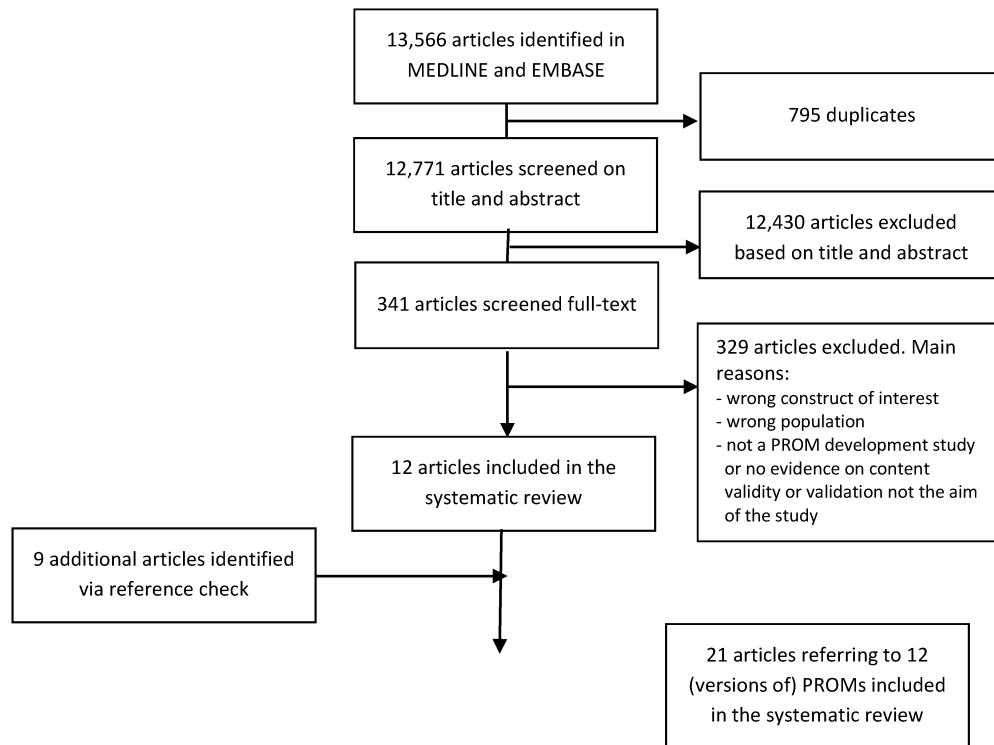 13,566 articles identified in
MEDLINE and EMBASE
795 duplicates
12,771 articles screened on
title and abstract
12,430 articles excluded
based on title and abstract
341 articles screened full-text
329 articles excluded. Main
reasons:
- wrong construct of interest
- wrong population
- not a PROM development study
or no evidence on content
validity or validation not the aim
of the study
12 articles included in the
systematic review
9 additional articles identified
via reference check
21 articles referring to 12
(versions of) PROMs included
in the systematic review